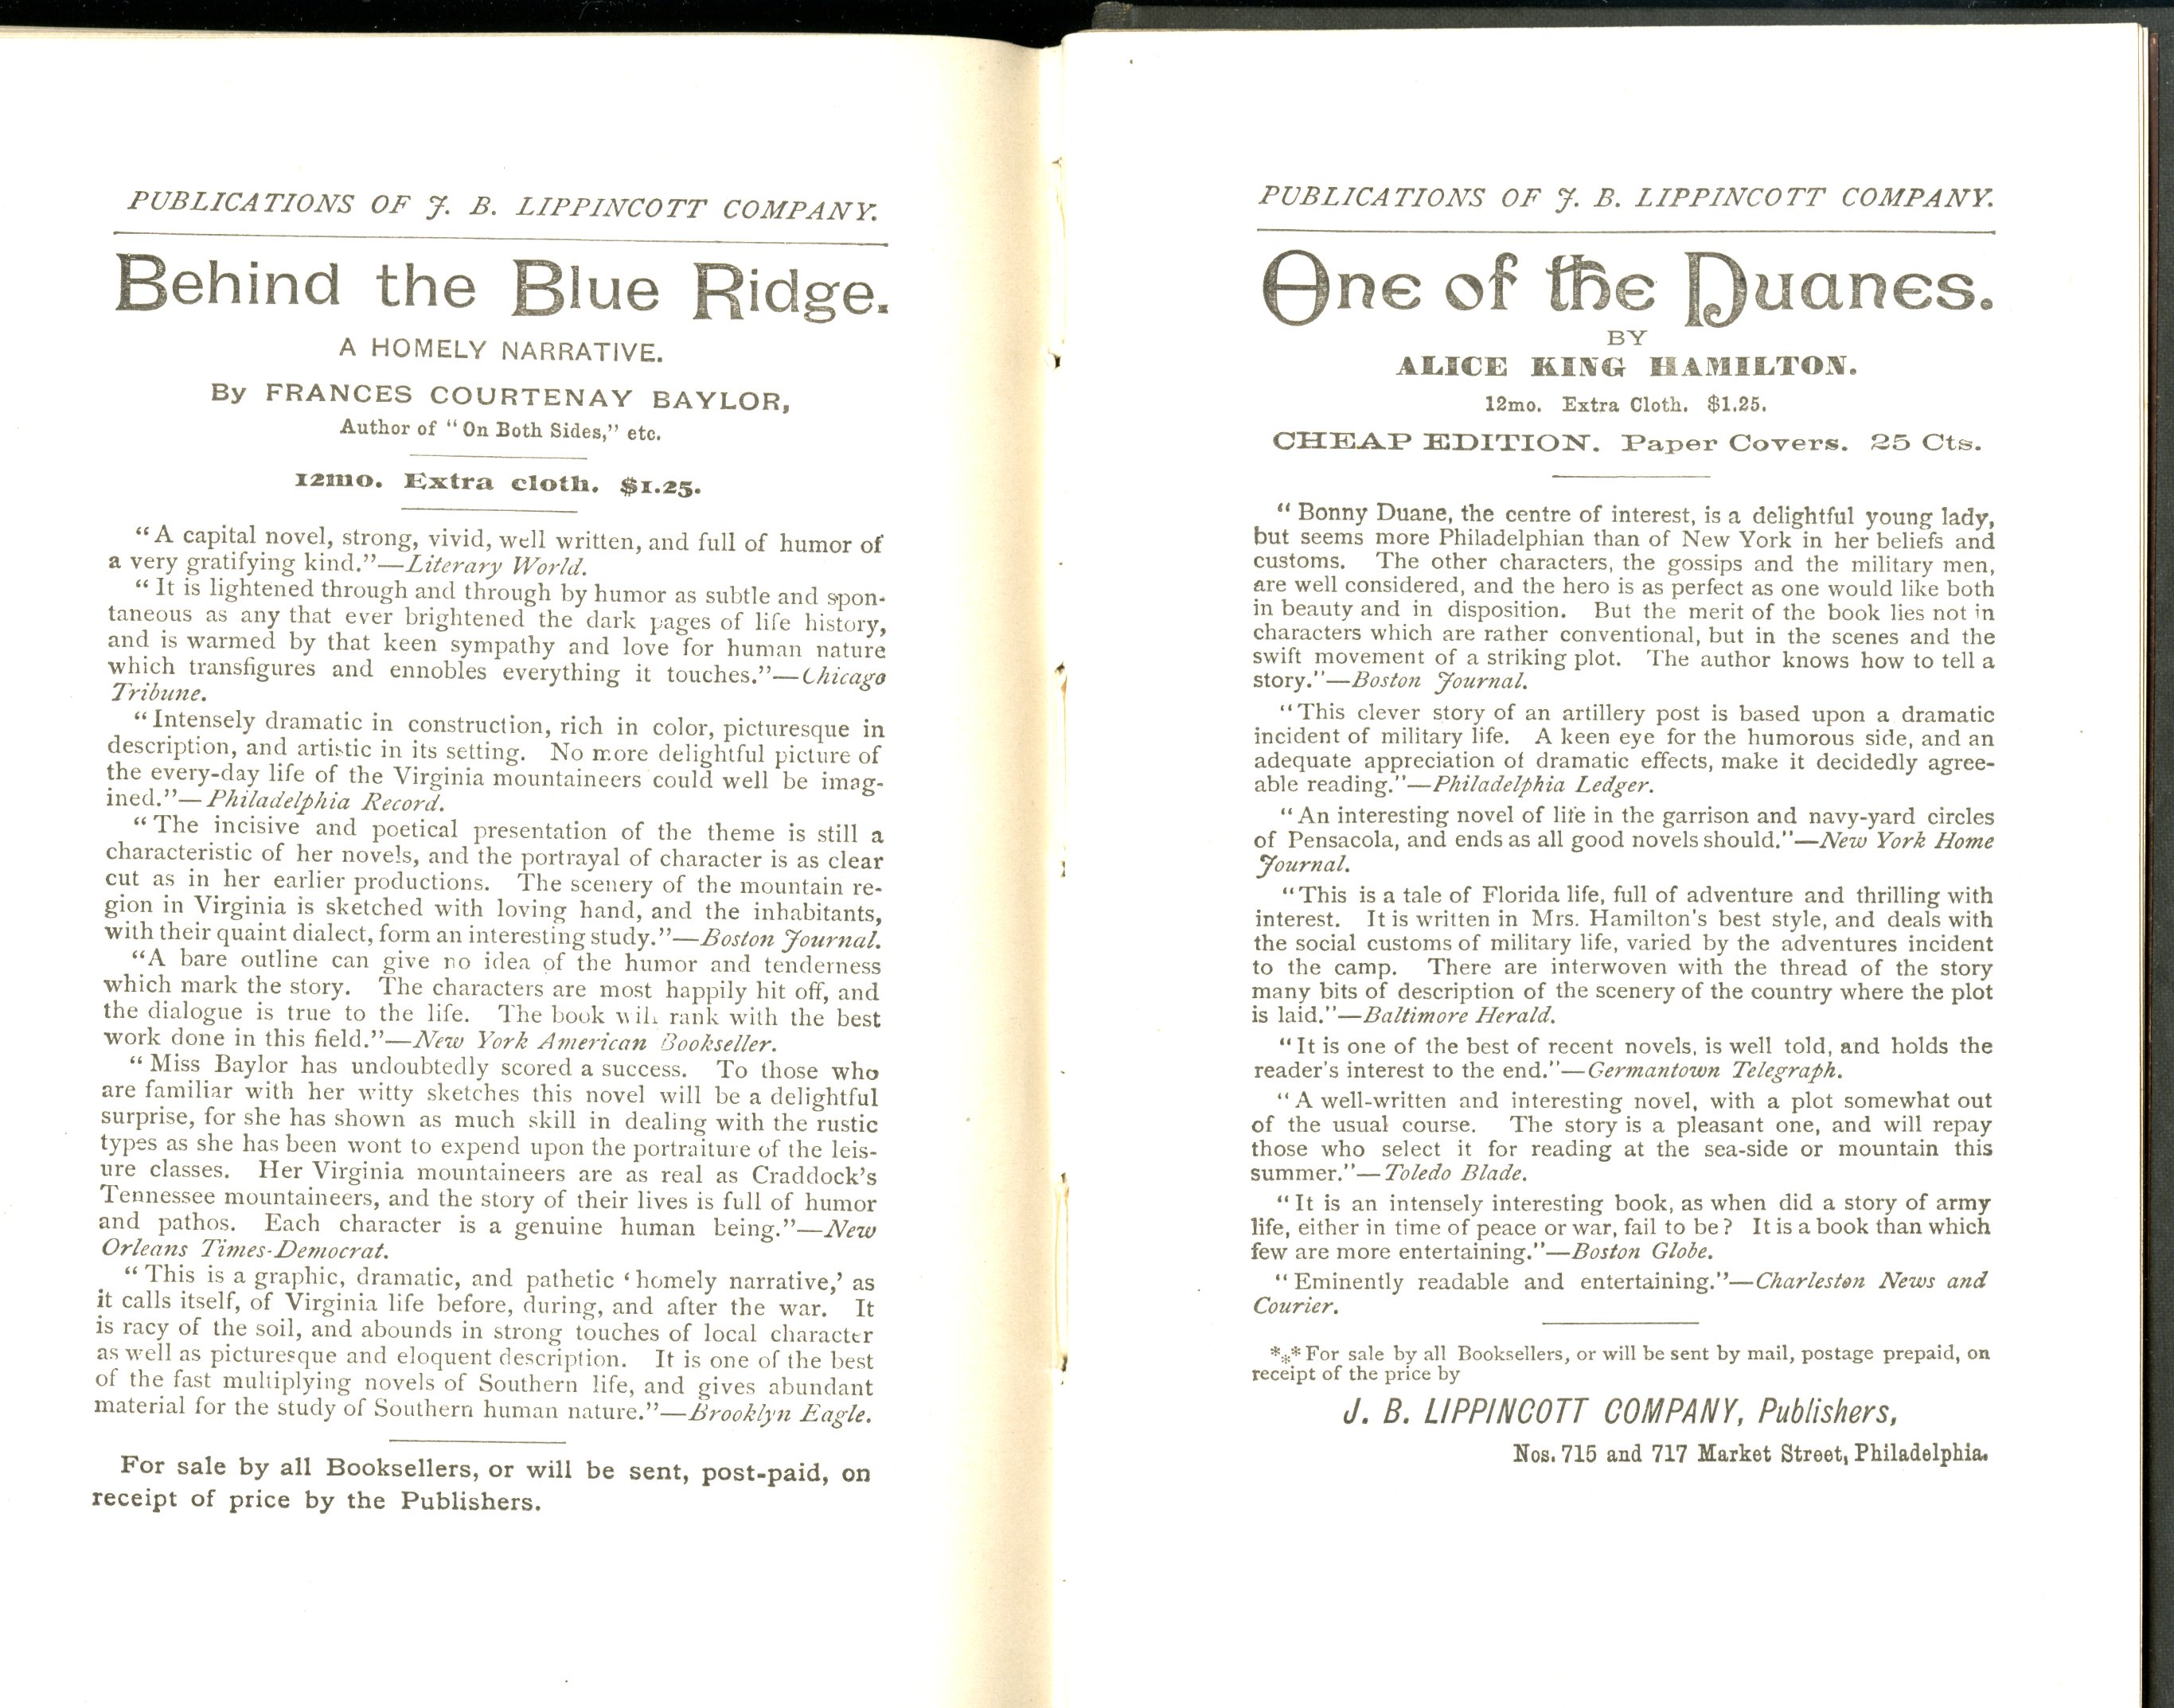 PUBLICATIONS OF J. B. LIPPINCOTT COMPANY.
Behind the Blue Ridge.
A HOMELY NARRATIVE.
By FRANCES COURTENAY BAYLOR,
Author of "On Both Sides," etc.
12mo. Extra cloth. $1.25.
"A capital novel, strong, vivid, well written, and full of humor of
a very gratifying kind."—Literary World.
"It is lightened through and through by humor as subtle and spon-
taneous as any that ever brightened the dark pages of life history,
and is warmed by that keen sympathy and love for human nature
which transfigures and ennobles everything it touches."—Chicago
Tribune.
"Intensely dramatic in construction, rich in color, picturesque in
description, and artistic in its setting. No more delightful picture of
the every-day life of the Virginia mountaineers could well be imag-
ined."—Philadelphia Record.
"The incisive and poetical presentation of the theme is still a
characteristic of her novels, and the portrayal of character is as clear
cut as in her earlier productions. The scenery of the mountain re-
gion in Virginia is sketched with loving hand, and the inhabitants,
with their quaint dialect, form an interesting study."—Boston Journal.
"A bare outline can give no idea of the humor and tenderness
which mark the story. The characters are most happily hit off, and
the dialogue is true to the life. The book will rank with the best
work done in this field."—New York American Bookseller.
"Miss Baylor has undoubtedly scored a success. To those who
are familiar with her witty sketches this novel will be a delightful
surprise, for she has shown as much skill in dealing with the rustic
types as she has been wont to expend upon the portraiture of the leis-
ure classes. Her Virginia mountaineers are as real as Craddock's
Tennessee mountaineers, and the story of their lives is full of humor
and pathos. Each character is a genuine human being."—New
Orleans Times-Democrat.
"This is a graphic, dramatic, and pathetic 'homely narrative,' as
it calls itself, of Virginia life before, during, and after the war. It
is racy of the soil, and abounds in strong touches of local character
as well as picturesque and eloquent description. It is one of the best
of the fast multiplying novels of Southern life, and gives abundant
material for the study of Southern human nature."—Brooklyn Eagle.
For sale by all Booksellers, or will be sent, post-paid, on
receipt of price by the Publishers.
PUBLICATIONS OF J. B. LIPPINCOTT COMPANY.
One of the Duanes.
BY
ALICE KING HAMILTON.
12mo. Extra Cloth. $1.25.
CHEAP EDITION. Paper Covers. 25 Cts.
"Bonny Duane, the centre of interest, is a delightful young lady,
but seems more Philadelphian than of New York in her beliefs and
customs. The other characters, the gossips and the military men,
are well considered, and the hero is as perfect as one would like both
in beauty and in disposition. But the merit of the book lies not in
characters which are rather conventional, but in the scenes and the
swift movement of a striking plot. The author knows how to tell a
story."—Boston Journal.
"This clever story of an artillery post is based upon a dramatic
incident of military life. A keen eye for the humorous side, and an
adequate appreciation of dramatic effects, make it decidedly agree-
able reading."—Philadelphia Ledger.
"An interesting novel of life in the garrison and navy-yard circles
of Pensacola, and ends as all good novels should."—New York Home
Journal.
"This is a tale of Florida life, full of adventure and thrilling with
interest. It is written in Mrs. Hamilton's best style, and deals with
the social customs of military life, varied by the adventures incident
to the camp. There are interwoven with the thread of the story
many bits of description of the scenery of the country where the plot
is laid."—Baltimore Herald.
"It is one of the best of recent novels, is well told, and holds the
reader's interest to the end."—Germantown Telegraph.
"A well-written and interesting novel, with a plot somewhat out
of the usual course. The story is a pleasant one, and will repay
those who select it for reading at the sea-side or mountain this
summer."—Toledo Blade.
"It is an intensely interesting book, as when did a story of army
life, either in time of peace or war, fail to be? It is a book than which
few are more entertaining."—Boston Globe.
"Eminently readable and entertaining."—Charleston News and
Courier.
*** For sale by all Booksellers, or will be sent by mail, postage prepaid, on
receipt of the price by
J. B. LIPPINCOTT COMPANY, Publishers,
Nos. 715 and 717 Market Street, Philadelphia.